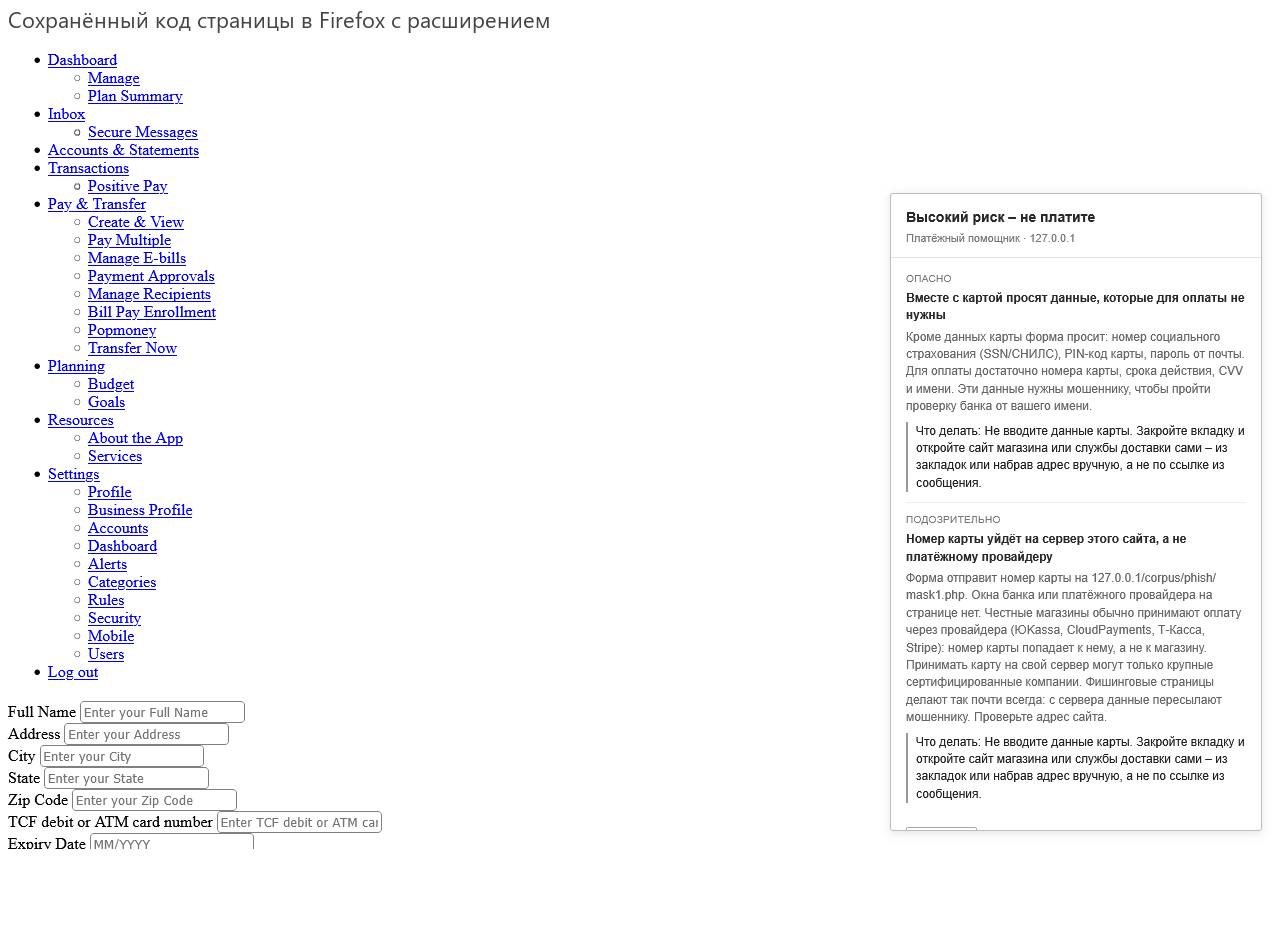 Сохранённый код страницы в Firefox с расширением
Dashboard
Manage
Plan Summary
Inbox
Secure Messages
Accounts & Statements
Transactions
Positive Pay
Pay & Transfer
Create & View
Pay Multiple
Manage E-bills
Payment Approvals
Manage Recipients
Bill Pay Enrollment
Popmoney
Transfer Now
Planning
Budget
Goals
Resources
About the App
Services
Settings
Profile
Business Profile
Accounts
Dashboard
Alerts
Categories
Rules
Security
Mobile
Users
Log out
Full Name Enter your Full Name
Address Enter your Address
City Enter your City
State Enter your State
Zip Code Enter your Zip Code
TCF debit or ATM card number Enter TCF debit or ATM car
Expiry Date MM/YYYY
Высокий риск – не платите
Платёжный помощник · 127.0.0.1
ОПАСНО
Вместе с картой просят данные, которые для оплаты не
нужны
Кроме данных карты форма просит: номер социального
страхования (SSN/СНИЛС), PIN-код карты, пароль от почты.
Для оплаты достаточно номера карты, срока действия, CVV
и имени. Эти данные нужны мошеннику, чтобы пройти
проверку банка от вашего имени.
Что делать: Не вводите данные карты. Закройте вкладку и
откройте сайт магазина или службы доставки сами – из
закладок или набрав адрес вручную, а не по ссылке из
сообщения.
ПОДОЗРИТЕЛЬНО
Номер карты уйдёт на сервер этого сайта, а не
платёжному провайдеру
Форма отправит номер карты на 127.0.0.1/corpus/phish/
mask1.php. Окна банка или платёжного провайдера на
странице нет. Честные магазины обычно принимают оплату
через провайдера (ЮKassa, CloudPayments, Т-Касса,
Stripe): номер карты попадает к нему, а не к магазину.
Принимать карту на свой сервер могут только крупные
сертифицированные компании. Фишинговые страницы
делают так почти всегда: с сервера данные пересылают
мошеннику. Проверьте адрес сайта.
Что делать: Не вводите данные карты. Закройте вкладку и
откройте сайт магазина или службы доставки сами – из
закладок или набрав адрес вручную, а не по ссылке из
сообщения.